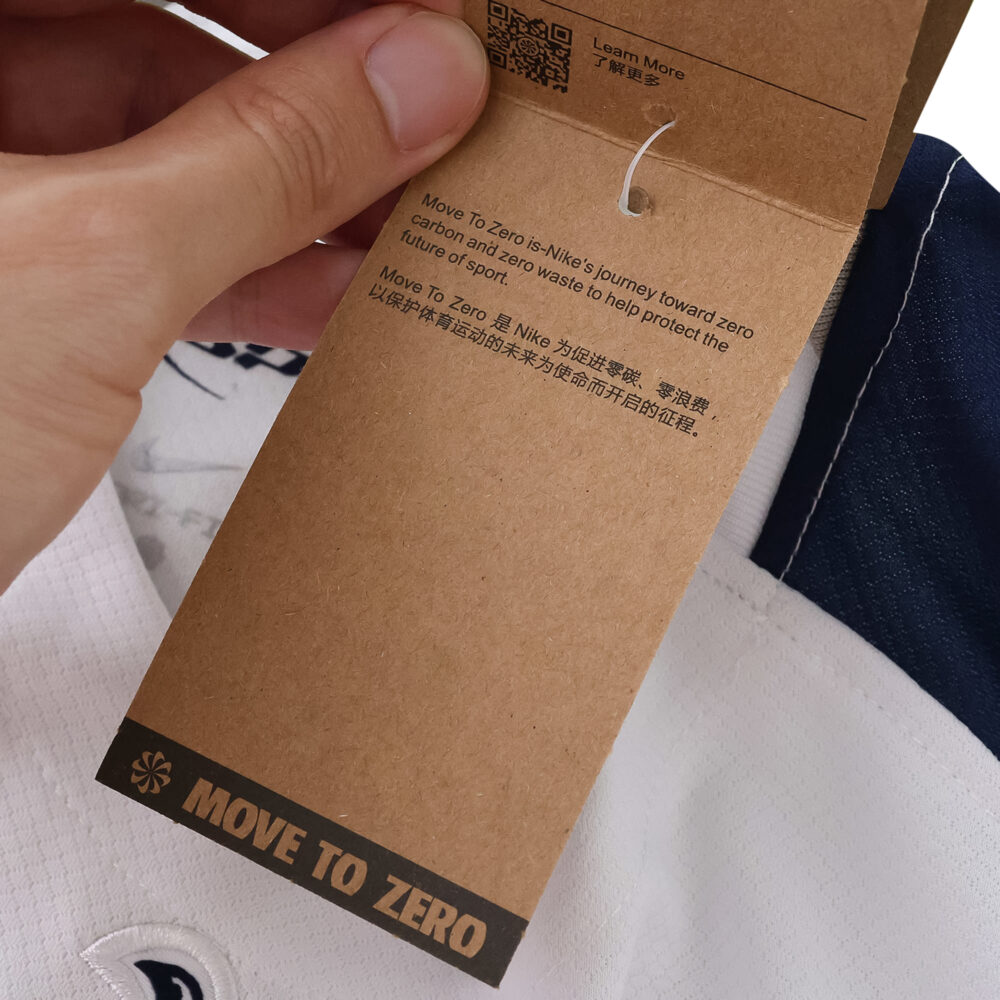 Learn More
了解更多
Move To Zero is-Nike's journey toward zero
carbon and zero waste to help protect the
future of sport.
Move To Zero 是 Nike 为促进零碳、零浪费，
以保护体育运动的未来为使命而开启的征程。
MOVE TO ZERO